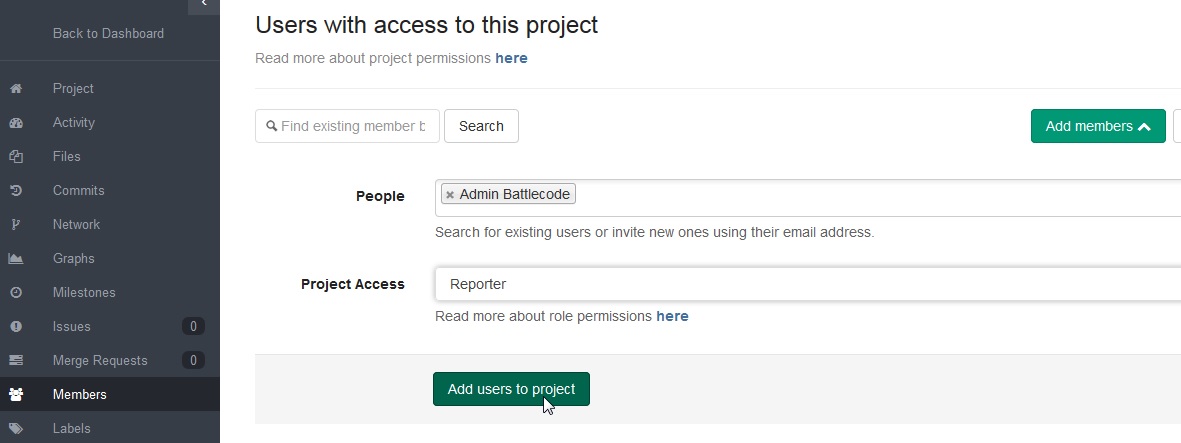 Back to Dashboard
Project
Activity
Files
Commits
Network
Graphs
Milestones
Issues 0
Merge Requests 0
Members
Labels
Users with access to this project
Read more about project permissions here
Find existing member b
Search
Add members
People
Admin Battlecode
Search for existing users or invite new ones using their email address.
Project Access
Reporter
Read more about role permissions here
Add users to project